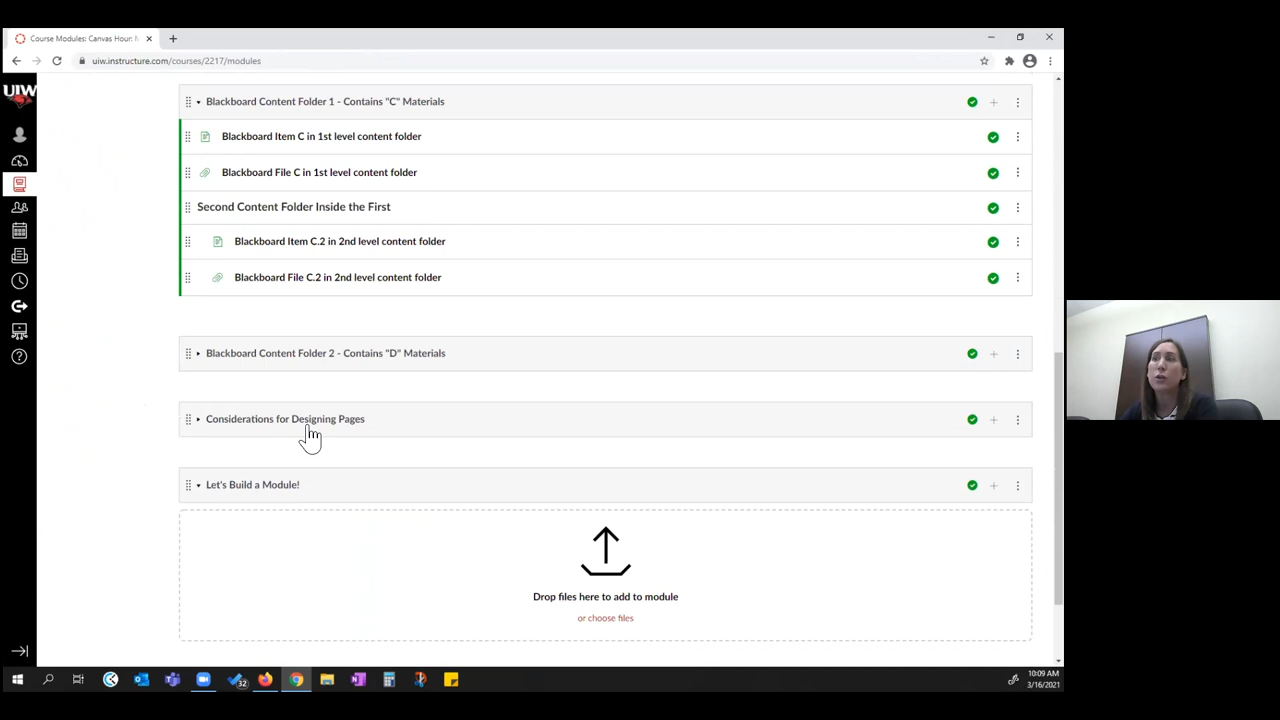 Course Modules: Canvas Hour: M
uiw.instructure.com/courses/2217/modules
UIW
Blackboard Content Folder 1 - Contains "C" Materials
Blackboard Item C in 1st level content folder
Blackboard File C in 1st level content folder
Second Content Folder Inside the First
Blackboard Item C.2 in 2nd level content folder
Blackboard File C.2 in 2nd level content folder
Blackboard Content Folder 2 - Contains "D" Materials
Considerations for Designing Pages
Let's Build a Module!
Drop files here to add to module
or choose files
32
10:09 AM
3/16/2021